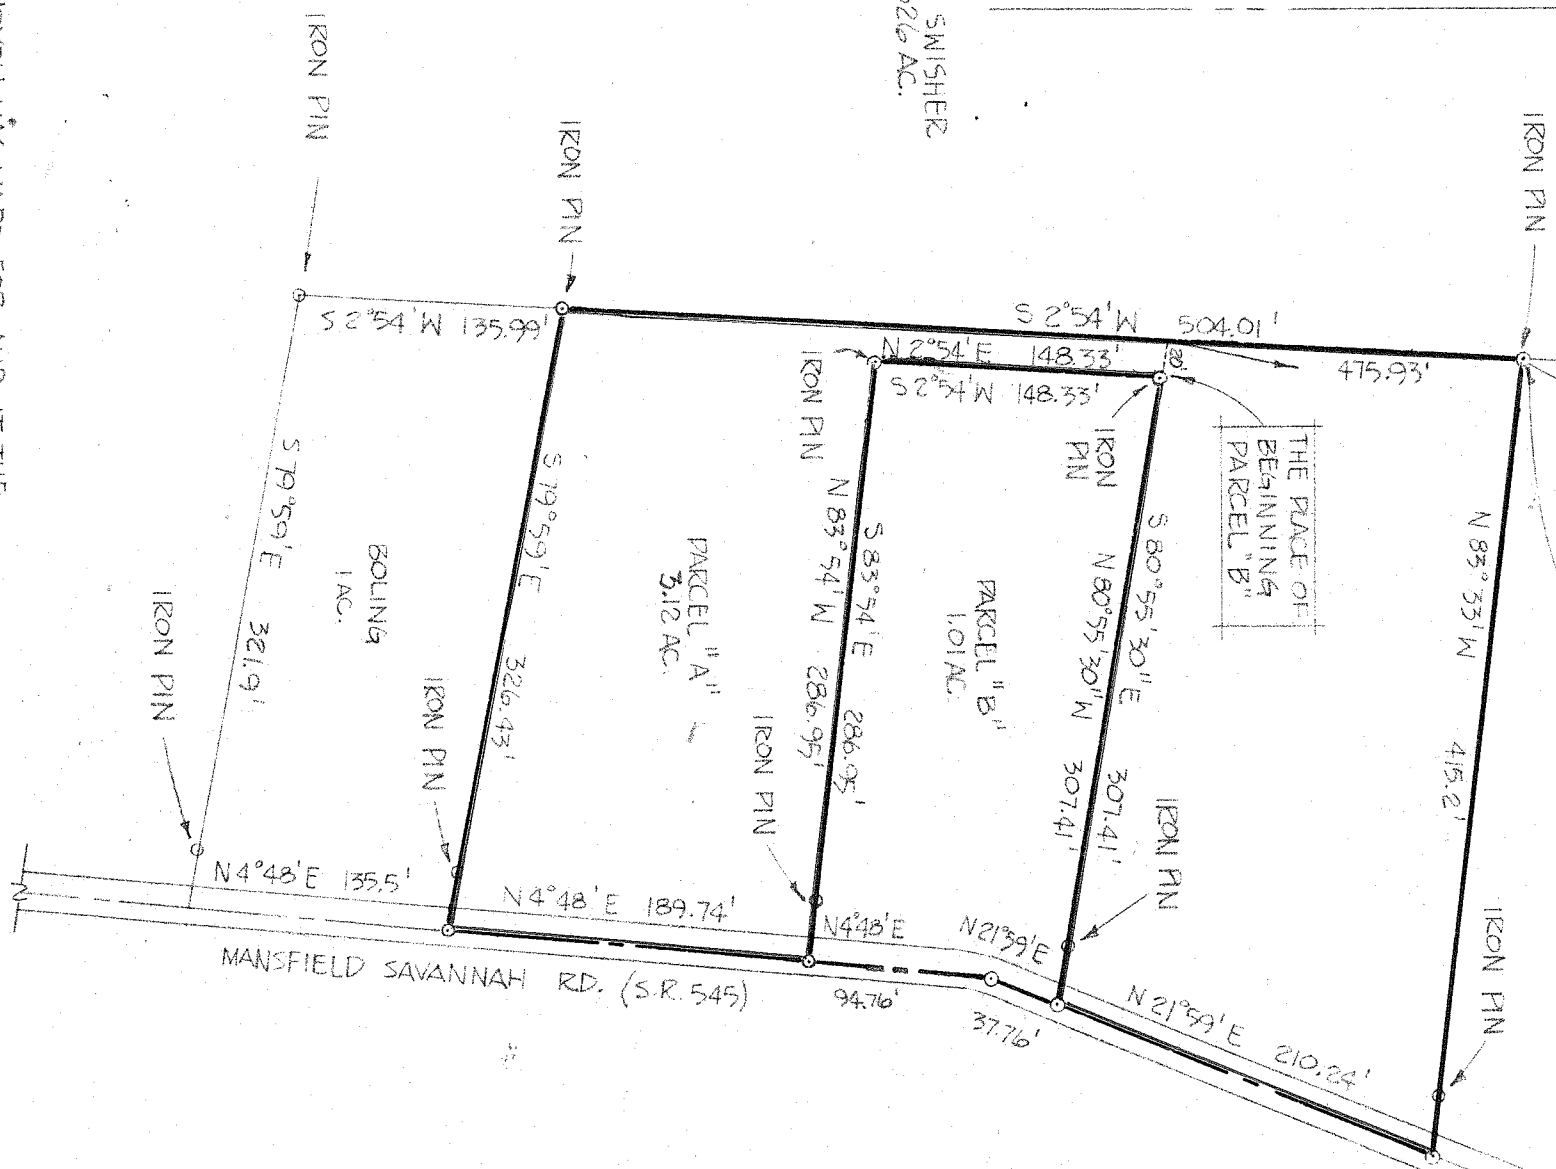 SWISHER
926 AC.
IRON PIN
IRON PIN
IRON PIN
S 2°54'W 135.99'
S 2°54'W 504.01'
475.93'
20'
N 2°54'E 148.33'
S 2°54'W 148.33'
IRON PIN
IRON
PIN
THE PLACE OF
BEGINNING
PARCEL "B"
N 83°33'W 415.2'
S 80°55'30"E 307.41'
N 80°55'30"W 307.41'
PARCEL "B"
1.01 AC.
S 83°54'E 286.95'
N 83°54'W 286.95'
PARCEL "A"
3.12 AC.
S 79°59'E 326.43'
BOLING
1 AC.
S 79°59'E 321.9'
IRON PIN
IRON PIN
IRON PIN
IRON PIN
IRON PIN
N 4°48'E 135.5'
N 4°48'E 189.74'
N 4°48'E
94.76'
N 21°59'E
37.76'
N 21°59'E 210.24'
MANSFIELD SAVANNAH RD. (S.R. 545)